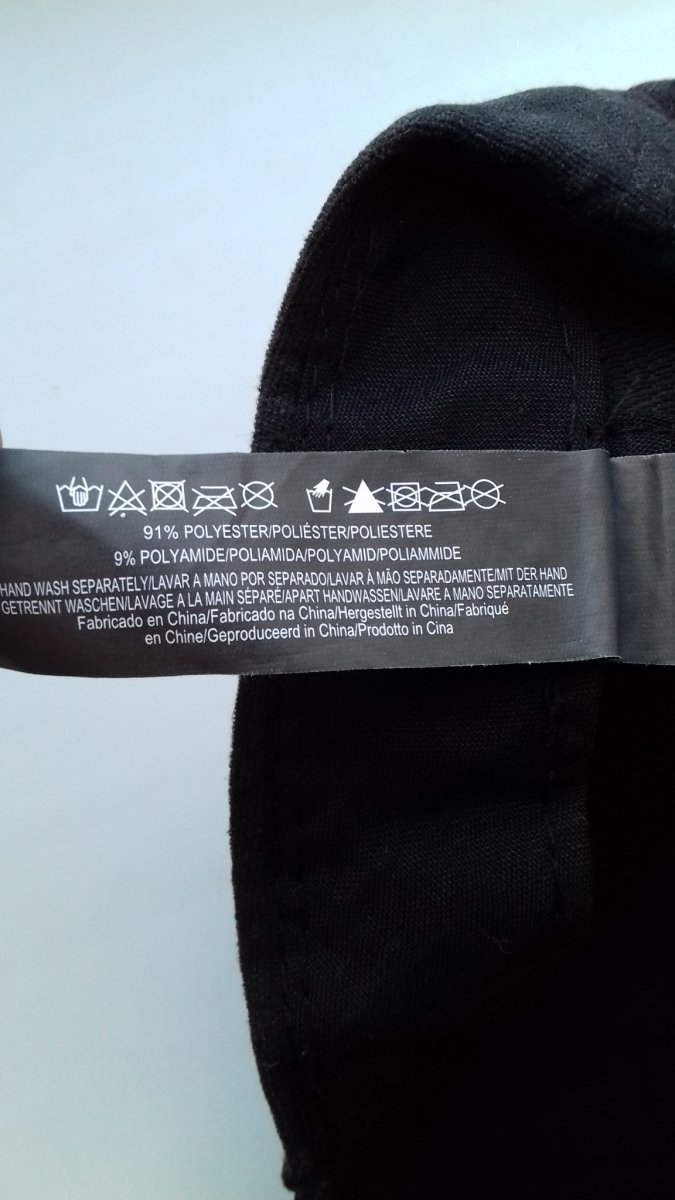 91% POLYESTER/POLIÉSTER/POLIESTERE
9% POLYAMIDE/POLIAMIDA/POLYAMID/POLIAMMIDE
HAND WASH SEPARATELY/LAVAR A MANO POR SEPARADO/LAVAR À MÃO SEPARADAMENTE/MIT DER HAND
GETRENNT WASCHEN/LAVAGE A LA MAIN SÉPARÉ/APART HANDWASSEN/LAVARE A MANO SEPARATAMENTE
Fabricado en China/Fabricado na China/Hergestellt in China/Fabriqué
en Chine/Geproduceerd in China/Prodotto in Cina